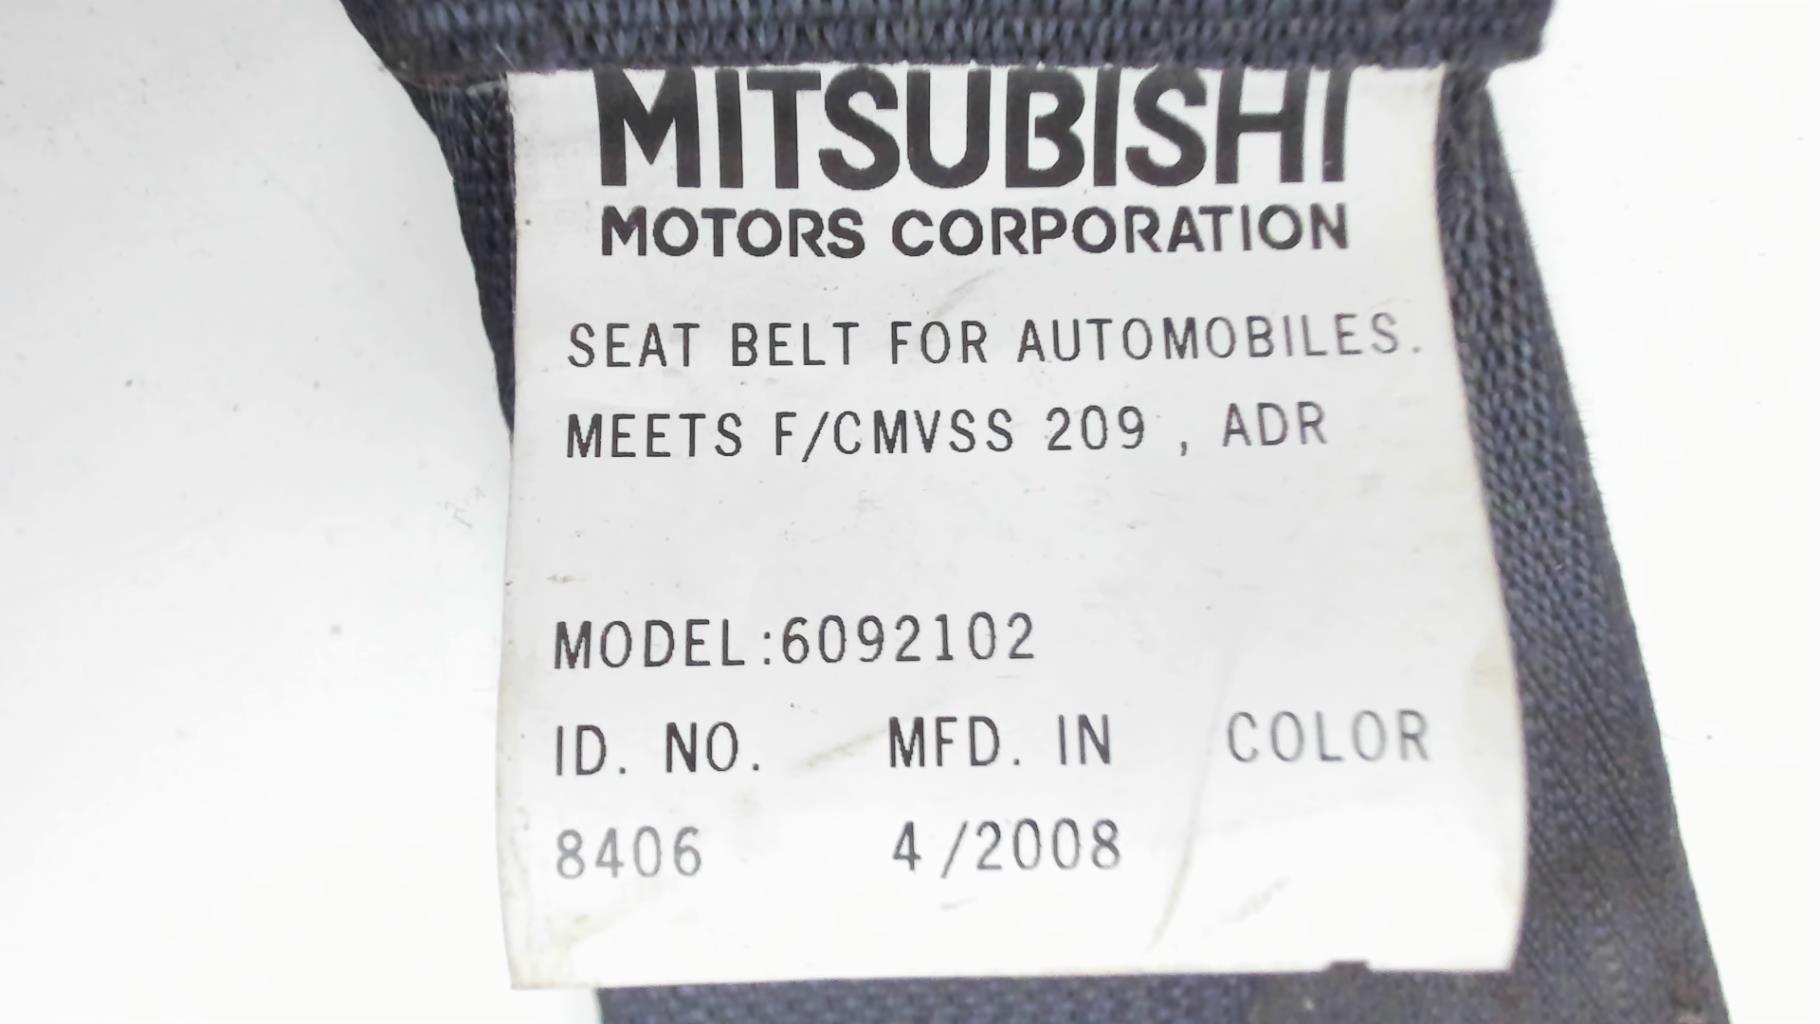 MITSUBISHI
MOTORS CORPORATION
SEAT BELT FOR AUTOMOBILES.
MEETS F/CMVSS 209 , ADR
MODEL:6092102
ID. NO. MFD. IN COLOR
8406 4 /2008